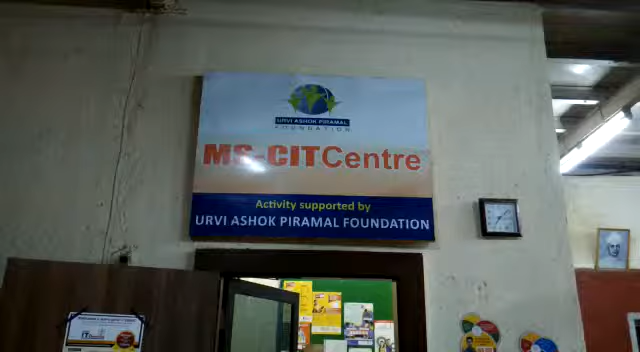 URVI ASHOK PIRAMAL
FOUNDATION
MS-CIT Centre
Activity supported by
URVI ASHOK PIRAMAL FOUNDATION